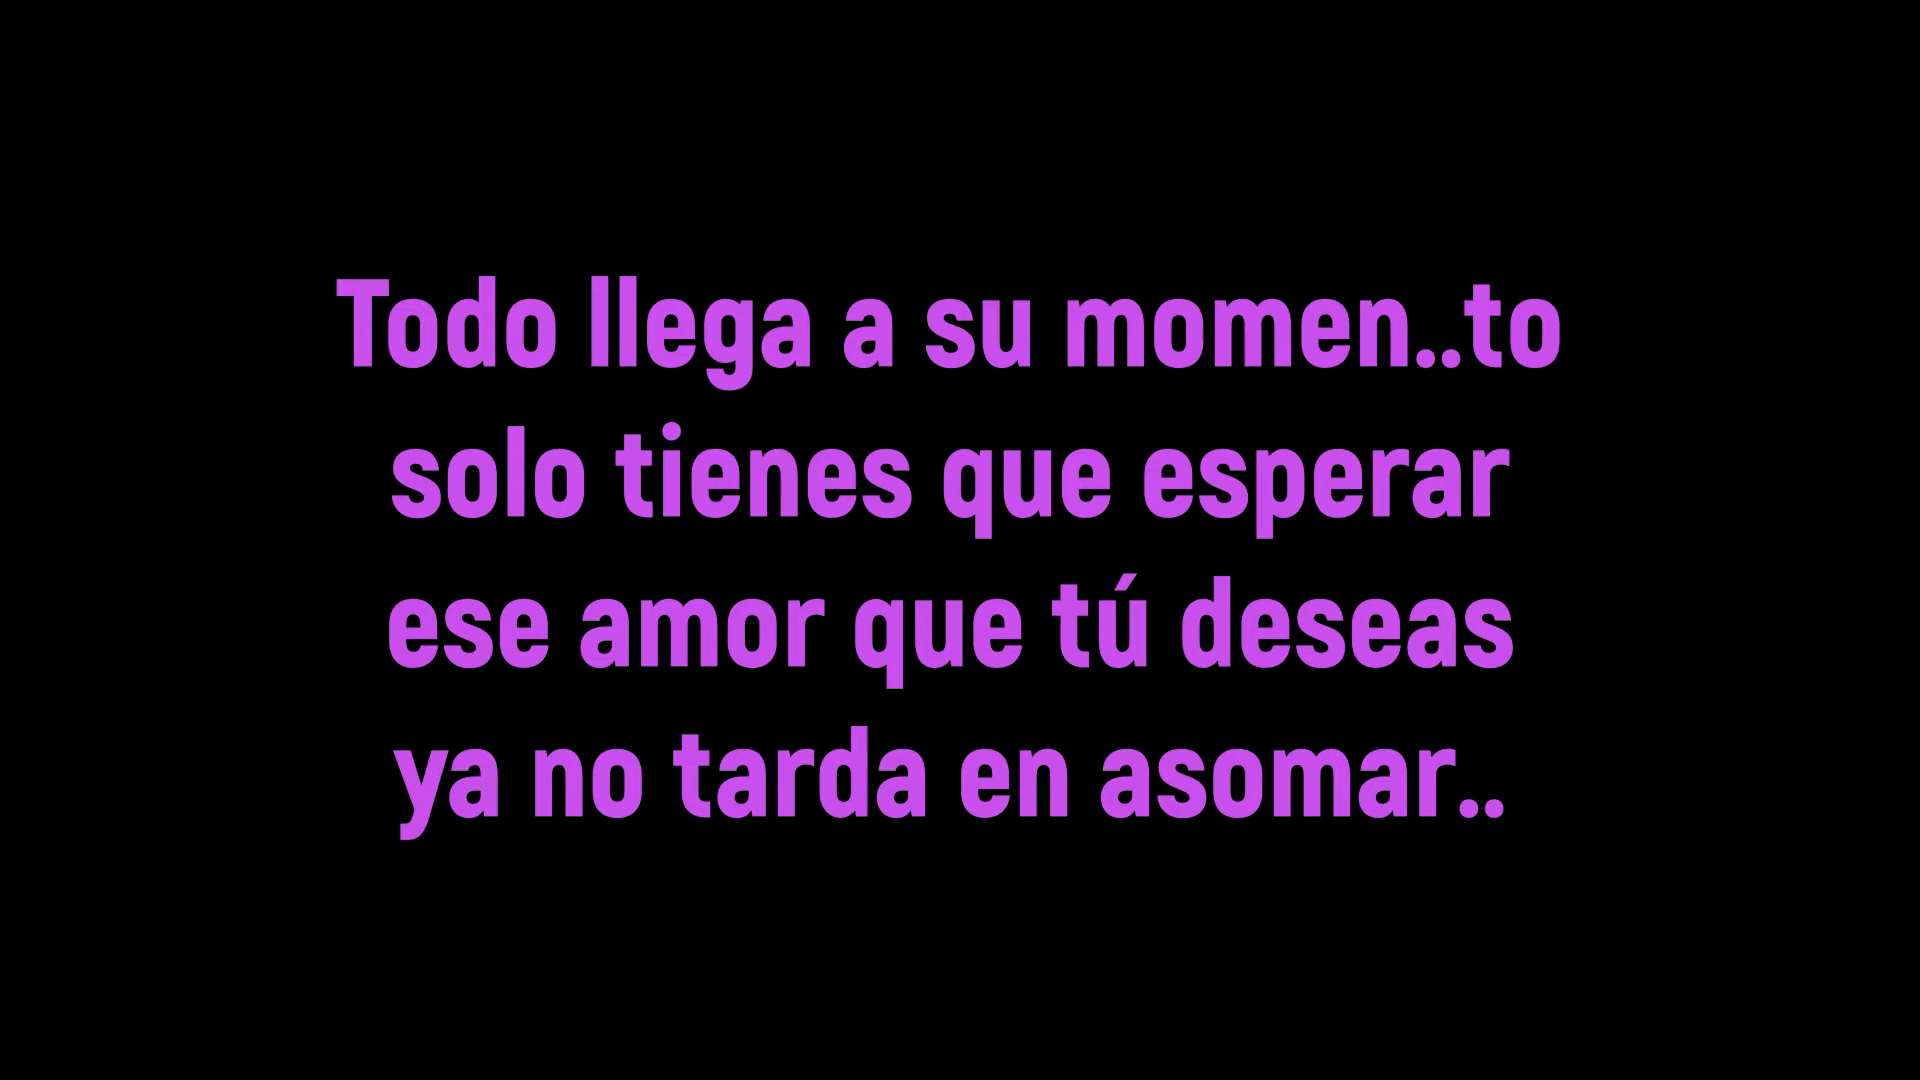 Todo llega a su momen..to
solo tienes que esperar
ese amor que tú deseas
ya no tarda en asomar..